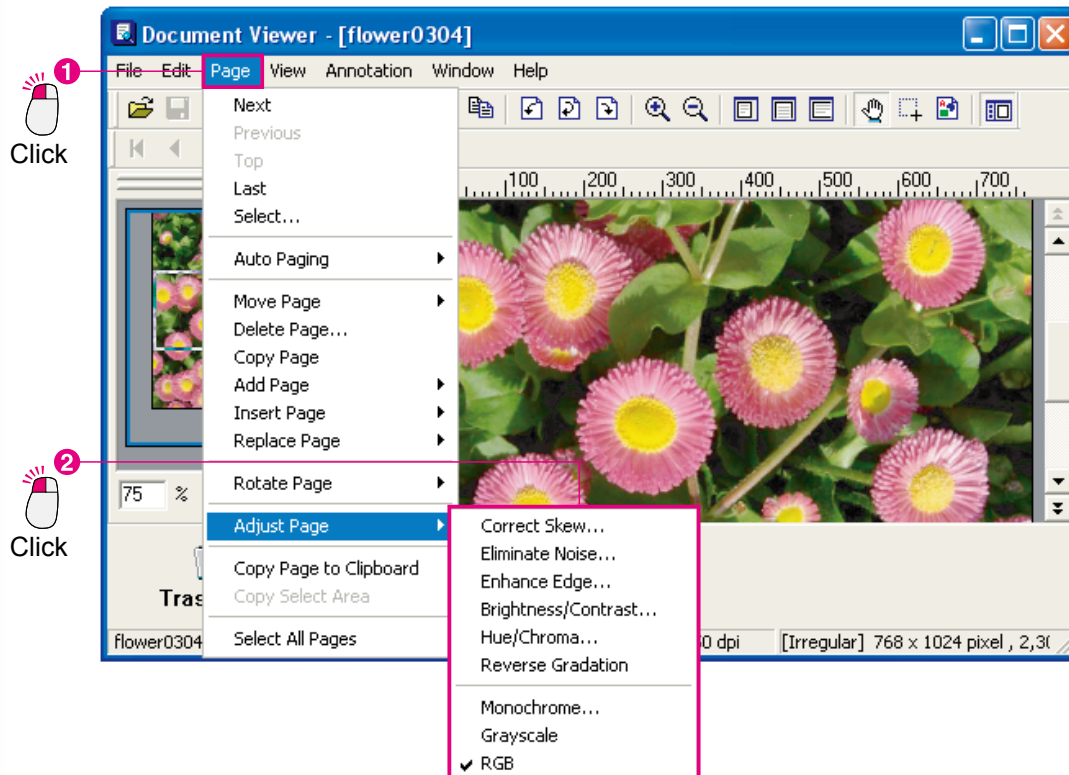 Document Viewer - [flower0304]
1
File Edit Page View Annotation Window Help
Click
Next
Previous
Top
Last
Select...
100 200 300 400 500 600 700
Auto Paging
Move Page
Delete Page...
Copy Page
Add Page
Insert Page
Replace Page
2
Rotate Page
75 %
Click
Adjust Page
Copy Page to Clipboard
Copy Select Area
Select All Pages
Correct Skew...
Eliminate Noise...
Enhance Edge...
Brightness/Contrast...
Hue/Chroma...
Reverse Gradation
Monochrome...
Grayscale
RGB
flower0304
dpi [Irregular] 768 x 1024 pixel ,